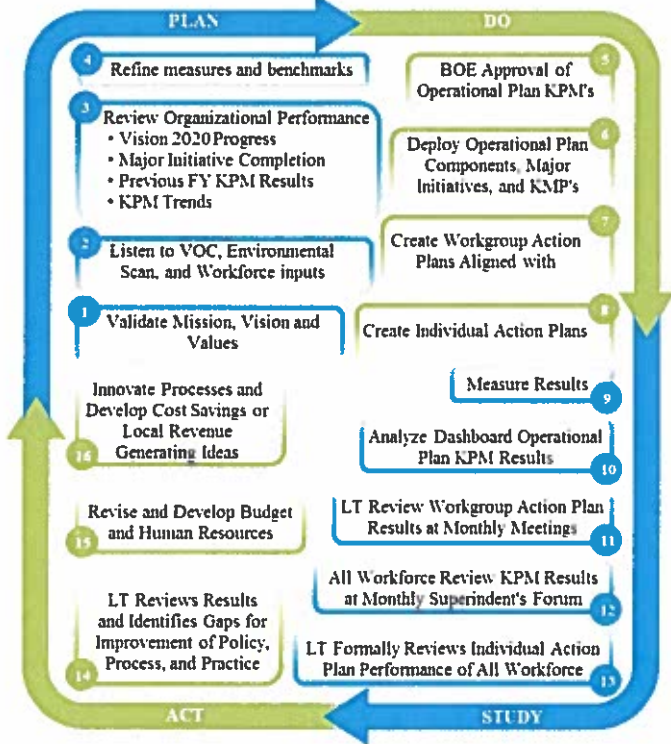 PLAN
DO
4
Refine measures and benchmarks
3
Review Organizational Performance
• Vision 2020 Progress
• Major Initiative Completion
• Previous FY KPM Results
• KPM Trends
2
Listen to VOC, Environmental
Scan, and Workforce inputs
1
Validate Mission, Vision and
Values
5
BOE Approval of
Operational Plan KPM's
6
Deploy Operational Plan
Components, Major
Initiatives, and KMP's
7
Create Workgroup Action
Plans Aligned with
8
Create Individual Action Plans
Measure Results
9
Analyze Dashboard Operational
Plan KPM Results
10
LT Review Workgroup Action Plan
Results at Monthly Meetings
11
All Workforce Review KPM Results
at Monthly Superindent's Forum
12
LT Formally Reviews Individual Action
Plan Performance of All Workforce
13
Innovate Processes and
Develop Cost Savings or
Local Revenue
Generating Ideas
16
Revise and Develop Budget
and Human Resources
15
LT Reviews Results
and Identifies Gaps for
Improvement of Policy,
Process, and Practice
14
ACT
STUDY